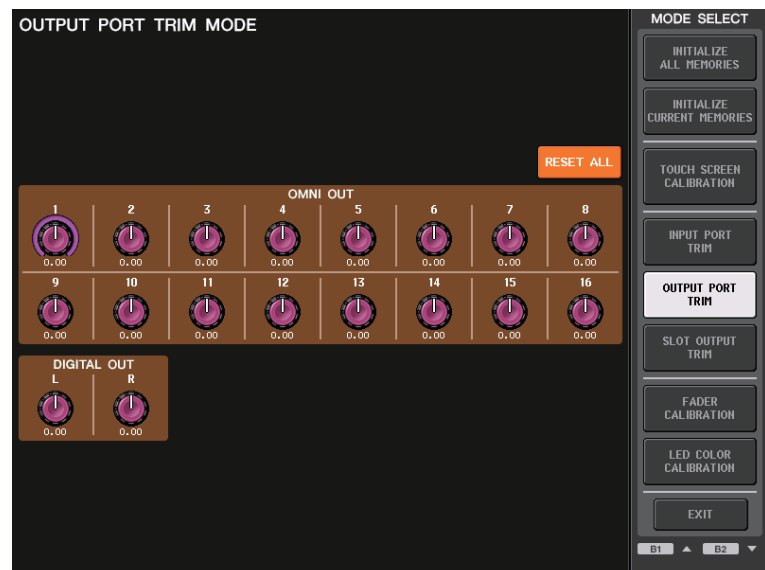 OUTPUT PORT TRIM MODE
RESET ALL
OMNI OUT
1 2 3 4 5 6 7 8
0.00 0.00 0.00 0.00 0.00 0.00 0.00 0.00
9 10 11 12 13 14 15 16
0.00 0.00 0.00 0.00 0.00 0.00 0.00 0.00
DIGITAL OUT
L R
0.00 0.00
MODE SELECT
INITIALIZE
ALL MEMORIES
INITIALIZE
CURRENT MEMORIES
TOUCH SCREEN
CALIBRATION
INPUT PORT
TRIM
OUTPUT PORT
TRIM
SLOT OUTPUT
TRIM
FADER
CALIBRATION
LED COLOR
CALIBRATION
EXIT
B1 B2